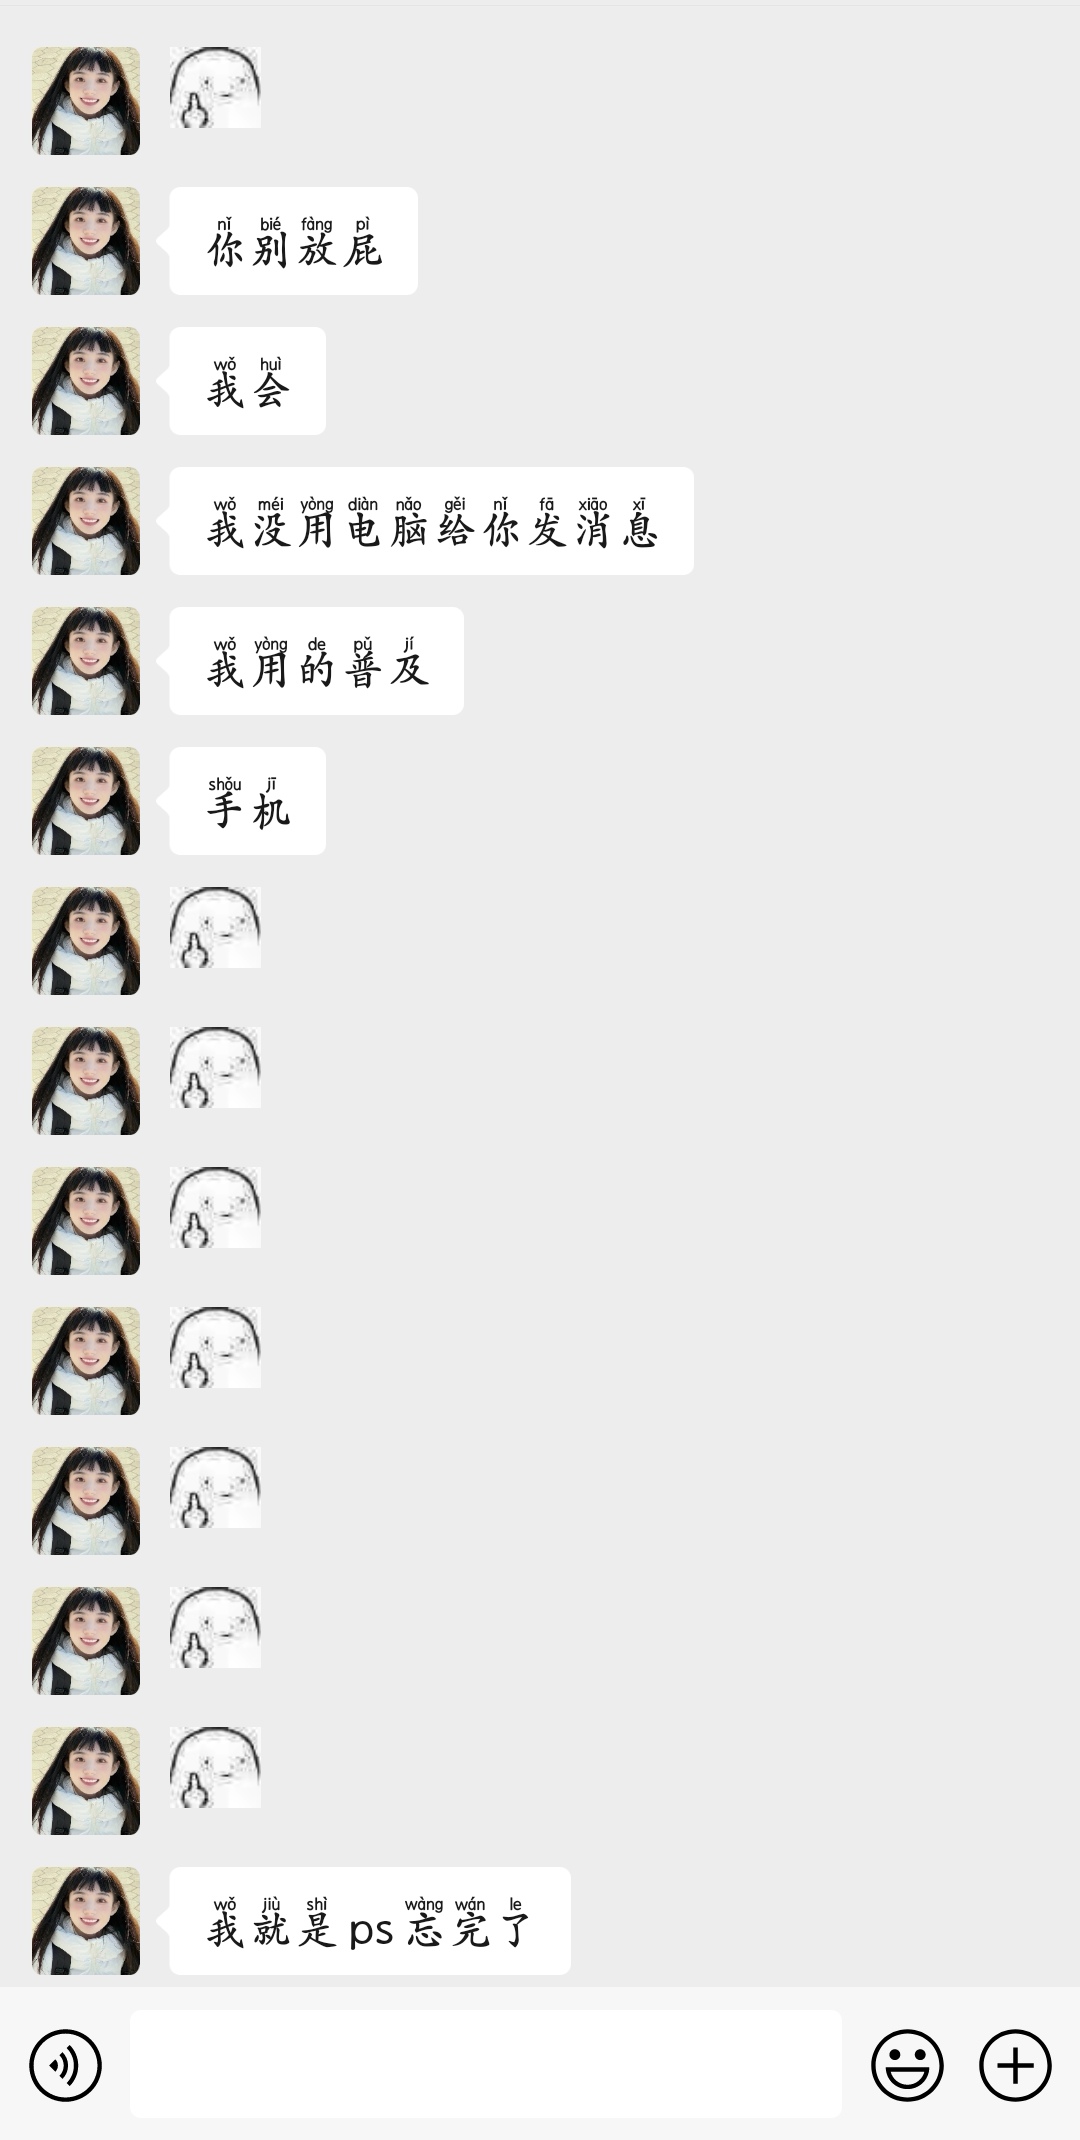 nǐ bié fàng pì
你别放屁
wǒ huì
我会
wǒ méi yòng diàn nǎo gěi nǐ fā xiāo xī
我没用电脑给你发消息
wǒ yòng de pǔ jí
我用的普及
shǒu jī
手机
wǒ jiù shì wàng wán le
我就是ps忘完了